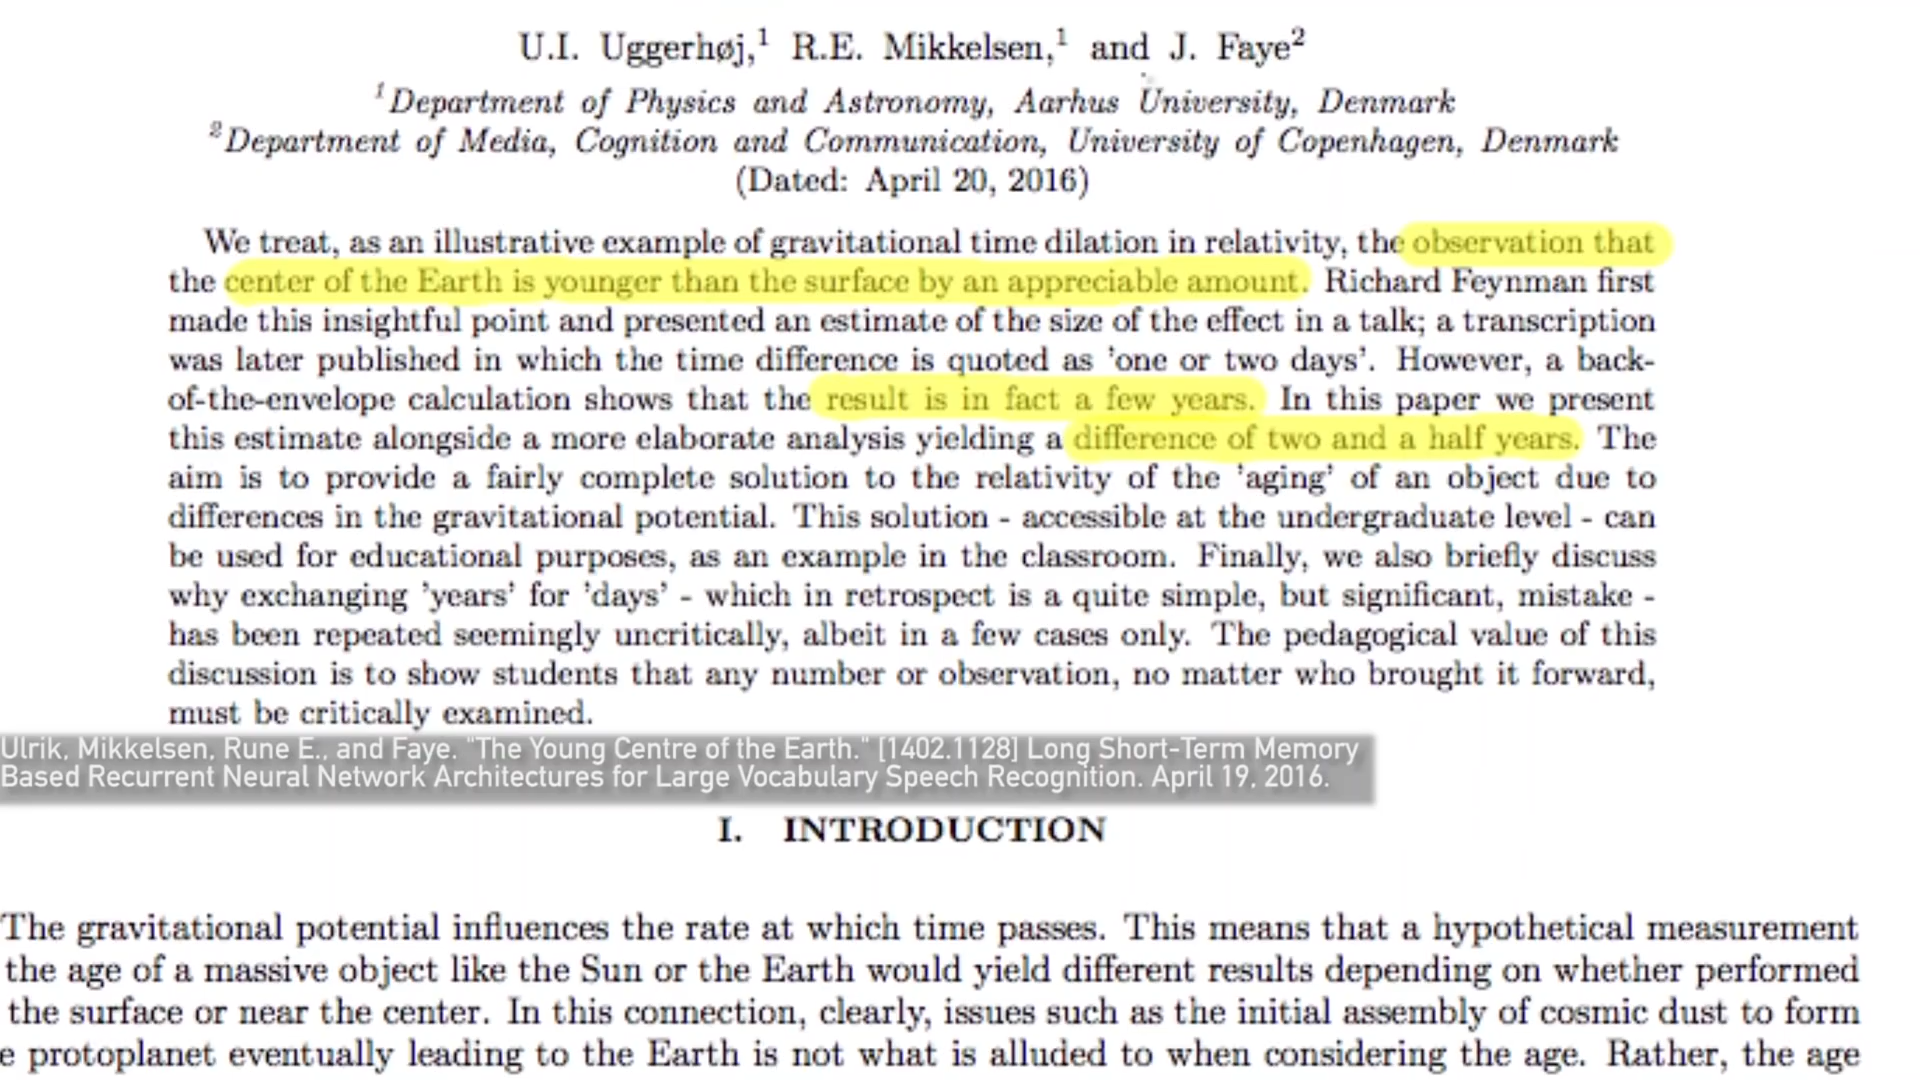 U.I. Uggerhøj,¹ R.E. Mikkelsen,¹ and J. Faye²
¹Department of Physics and Astronomy, Aarhus University, Denmark
²Department of Media, Cognition and Communication, University of Copenhagen, Denmark
(Dated: April 20, 2016)
We treat, as an illustrative example of gravitational time dilation in relativity, the observation that
the center of the Earth is younger than the surface by an appreciable amount. Richard Feynman first
made this insightful point and presented an estimate of the size of the effect in a talk; a transcription
was later published in which the time difference is quoted as 'one or two days'. However, a back-
of-the-envelope calculation shows that the result is in fact a few years. In this paper we present
this estimate alongside a more elaborate analysis yielding a difference of two and a half years. The
aim is to provide a fairly complete solution to the relativity of the 'aging' of an object due to
differences in the gravitational potential. This solution - accessible at the undergraduate level - can
be used for educational purposes, as an example in the classroom. Finally, we also briefly discuss
why exchanging 'years' for 'days' - which in retrospect is a quite simple, but significant, mistake -
has been repeated seemingly uncritically, albeit in a few cases only. The pedagogical value of this
discussion is to show students that any number or observation, no matter who brought it forward,
must be critically examined.
Ulrik, Mikkelsen, Rune E., and Faye. "The Young Centre of the Earth." [1402.1128] Long Short-Term Memory
Based Recurrent Neural Network Architectures for Large Vocabulary Speech Recognition. April 19, 2016.
I. INTRODUCTION
The gravitational potential influences the rate at which time passes. This means that a hypothetical measurement
the age of a massive object like the Sun or the Earth would yield different results depending on whether performed
the surface or near the center. In this connection, clearly, issues such as the initial assembly of cosmic dust to form
e protoplanet eventually leading to the Earth is not what is alluded to when considering the age. Rather, the age